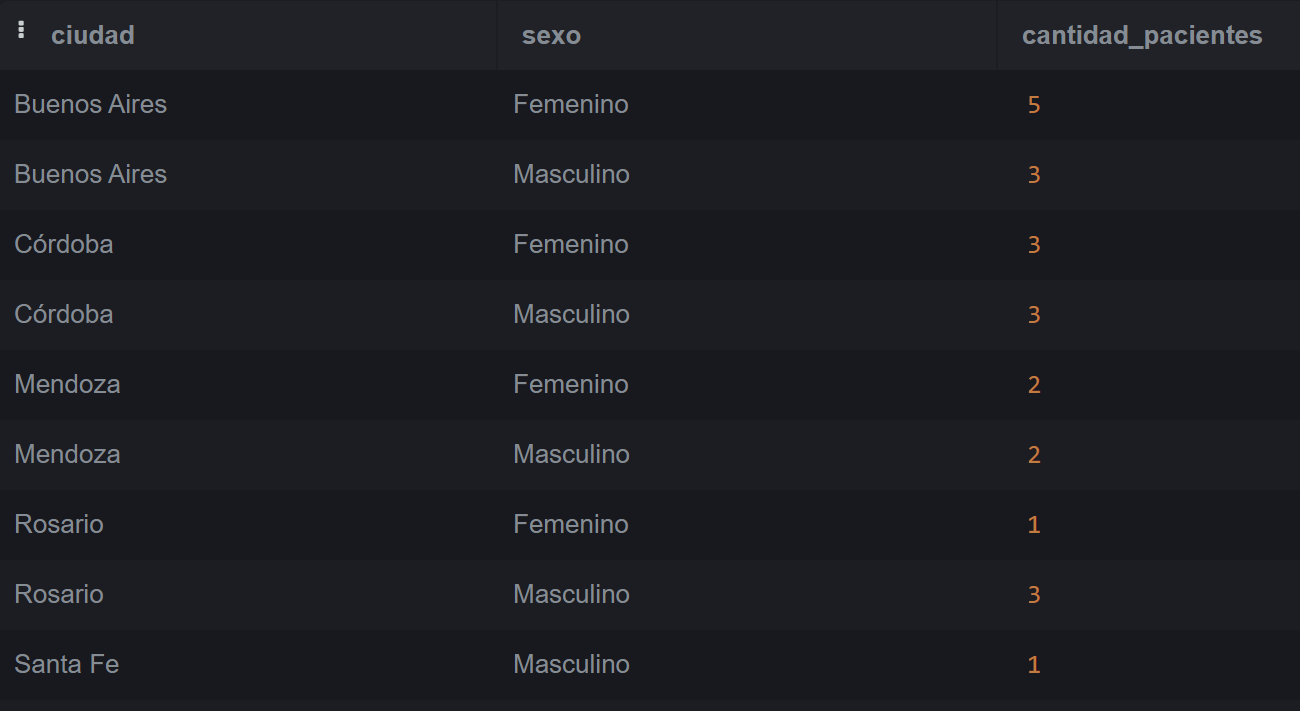 ciudad sexo cantidad_pacientes
Buenos Aires Femenino 5
Buenos Aires Masculino 3
Córdoba Femenino 3
Córdoba Masculino 3
Mendoza Femenino 2
Mendoza Masculino 2
Rosario Femenino 1
Rosario Masculino 3
Santa Fe Masculino 1